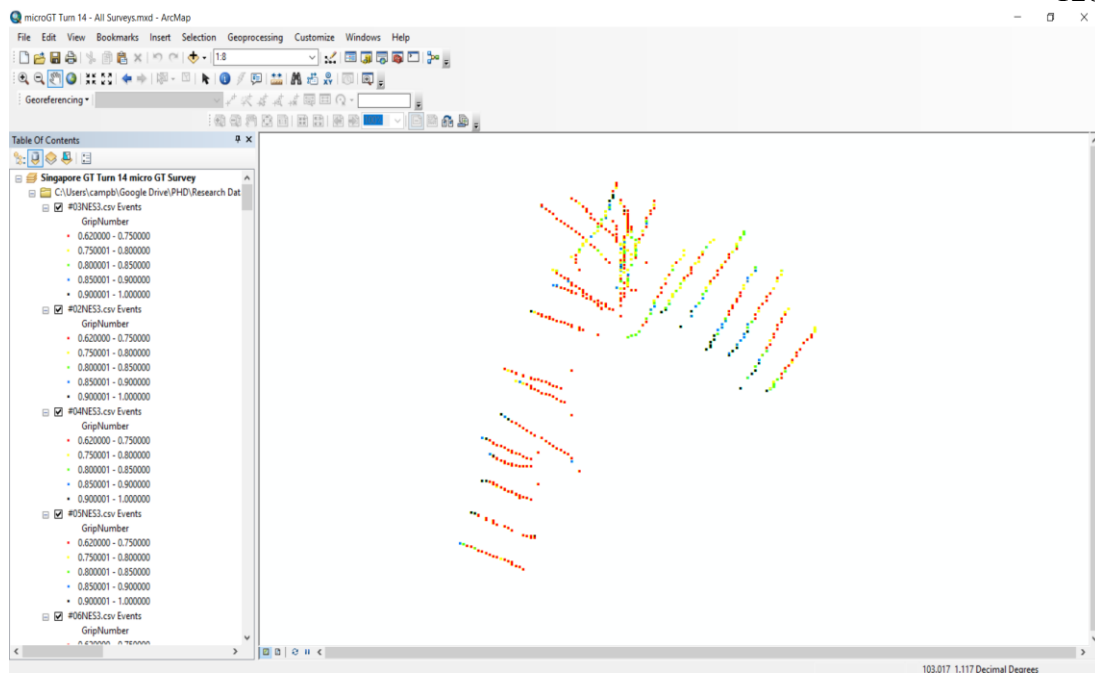 microGT Turn 14 - All Surveys.mxd - ArcMap
File Edit View Bookmarks Insert Selection Geoprocessing Customize Windows Help
1:8
Georeferencing
Table Of Contents
Singapore GT Turn 14 micro GT Survey
C:\Users\campb\Google Drive\PHD\Research Dat
#03NES3.csv Events
GripNumber
0.620000 - 0.750000
0.750001 - 0.800000
0.800001 - 0.850000
0.850001 - 0.900000
0.900001 - 1.000000
#02NES3.csv Events
GripNumber
0.620000 - 0.750000
0.750001 - 0.800000
0.800001 - 0.850000
0.850001 - 0.900000
0.900001 - 1.000000
#04NES3.csv Events
GripNumber
0.620000 - 0.750000
0.750001 - 0.800000
0.800001 - 0.850000
0.850001 - 0.900000
0.900001 - 1.000000
#05NES3.csv Events
GripNumber
0.620000 - 0.750000
0.750001 - 0.800000
0.800001 - 0.850000
0.850001 - 0.900000
0.900001 - 1.000000
#06NES3.csv Events
GripNumber
103.017 1.117 Decimal Degrees